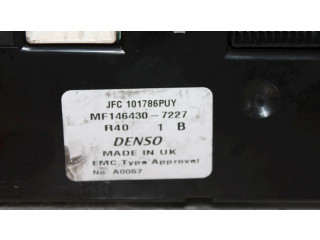 JFC 101786PUY
MF146430-7227
R40 1 B
DENSO
MADE IN UK
EMC Type Approval
No. A0067